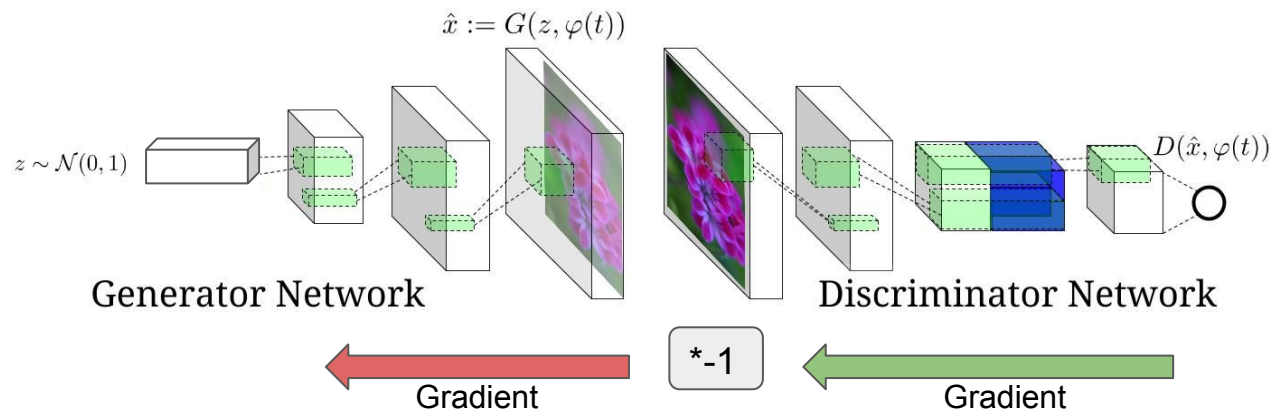 x̂ := G(z, φ(t))
z ∼ 𝒩(0, 1)
D(x̂, φ(t))
Generator Network
Discriminator Network
*-1
Gradient
Gradient